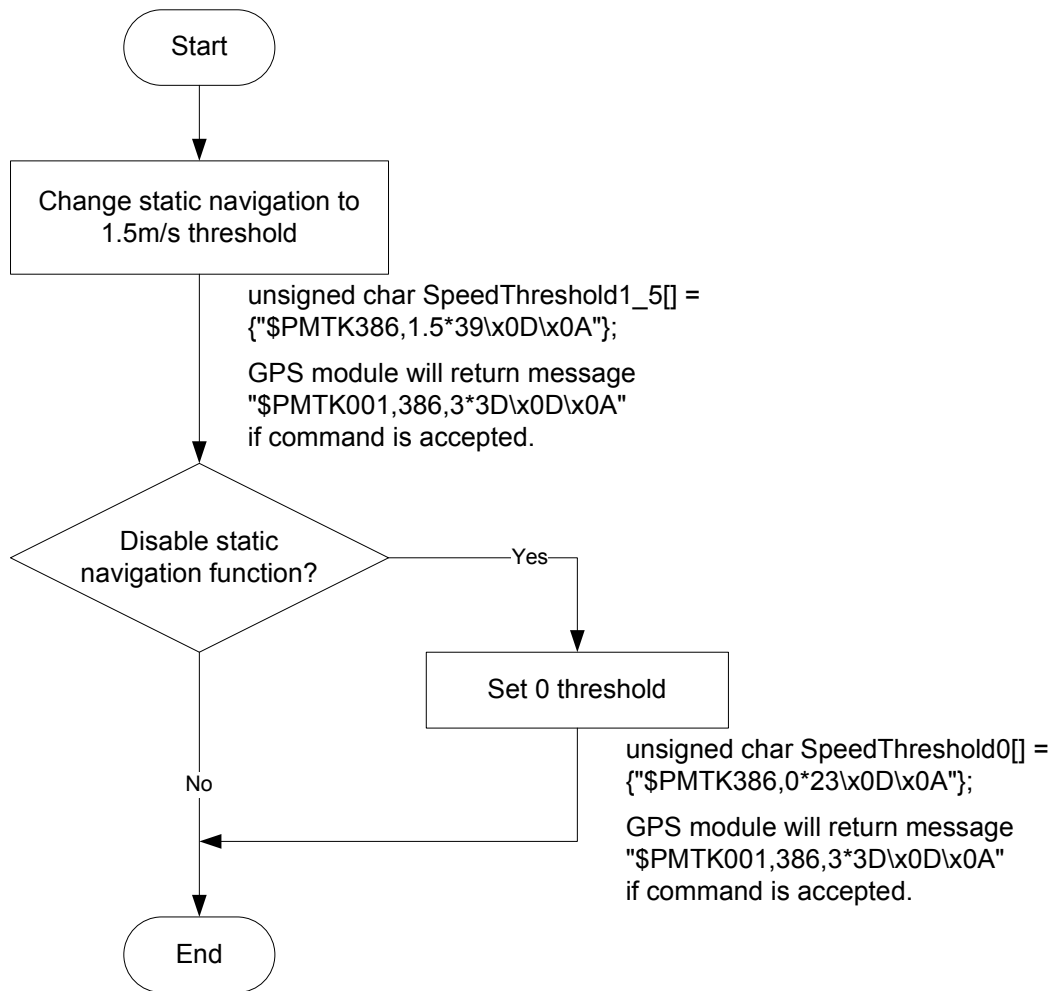 Start
Change static navigation to
1.5m/s threshold
unsigned char SpeedThreshold1_5[] =
{"$PMTK386,1.5*39\x0D\x0A"};
GPS module will return message
"$PMTK001,386,3*3D\x0D\x0A"
if command is accepted.
Disable static
navigation function?
Yes
Set 0 threshold
unsigned char SpeedThreshold0[] =
{"$PMTK386,0*23\x0D\x0A"};
No
GPS module will return message
"$PMTK001,386,3*3D\x0D\x0A"
if command is accepted.
End